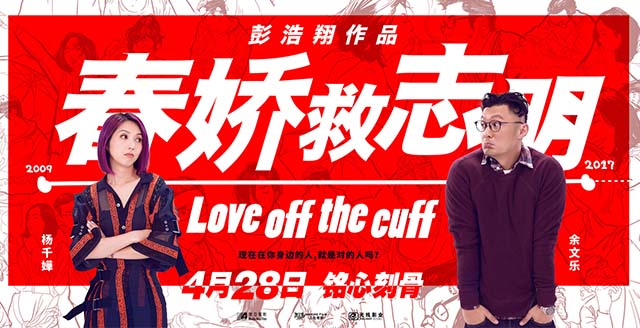 彭浩翔作品
春娇救志明
2009
2017
Love off the cuff
杨千嬅
余文乐
现在在你身边的人,就是对的人吗?
4月28日 铭心刻骨